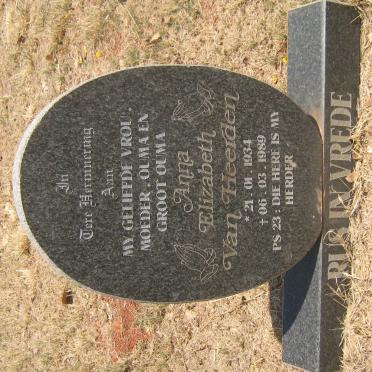 In
Tere Herinnering
Aan
MY GELIEFDE VROU,
MOEDER, OUMA EN
GROOT OUMA
Anna
Elizabeth
Van Heerden
* 21. 01. 1934
+ 06. 03. 1989
PS 23 : DIE HERE IS MY
HERDER
RUS IN VREDE